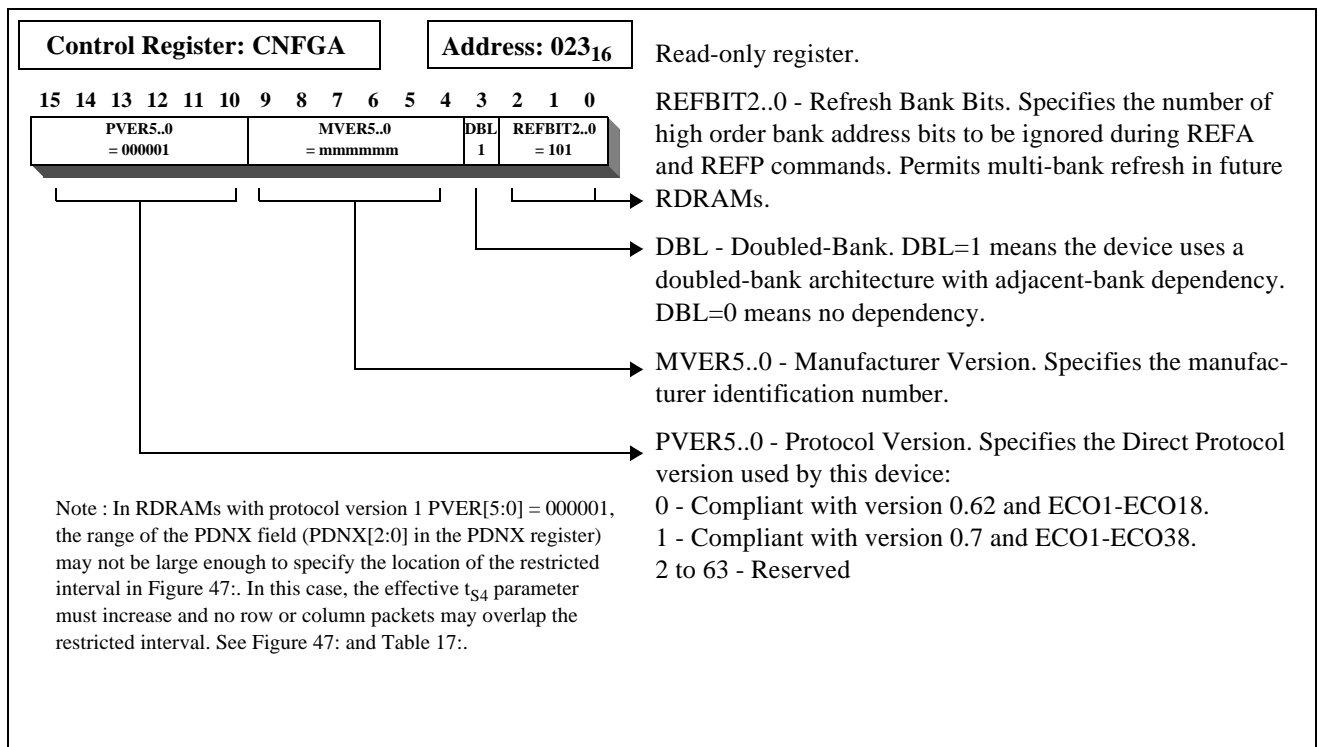 Control Register: CNFGA
Address: 023₁₆
15 14 13 12 11 10 9 8 7 6 5 4 3 2 1 0
PVER5..0
= 000001
MVER5..0
= mmmmmm
DBL
1
REFBIT2..0
= 101
Read-only register.
REFBIT2..0 - Refresh Bank Bits. Specifies the number of
high order bank address bits to be ignored during REFA
and REFP commands. Permits multi-bank refresh in future
RDRAMs.
DBL - Doubled-Bank. DBL=1 means the device uses a
doubled-bank architecture with adjacent-bank dependency.
DBL=0 means no dependency.
MVER5..0 - Manufacturer Version. Specifies the manufac-
turer identification number.
PVER5..0 - Protocol Version. Specifies the Direct Protocol
version used by this device:
0 - Compliant with version 0.62 and ECO1-ECO18.
1 - Compliant with version 0.7 and ECO1-ECO38.
2 to 63 - Reserved
Note : In RDRAMs with protocol version 1 PVER[5:0] = 000001,
the range of the PDNX field (PDNX[2:0] in the PDNX register)
may not be large enough to specify the location of the restricted
interval in Figure 47:. In this case, the effective t_S4 parameter
must increase and no row or column packets may overlap the
restricted interval. See Figure 47: and Table 17:.